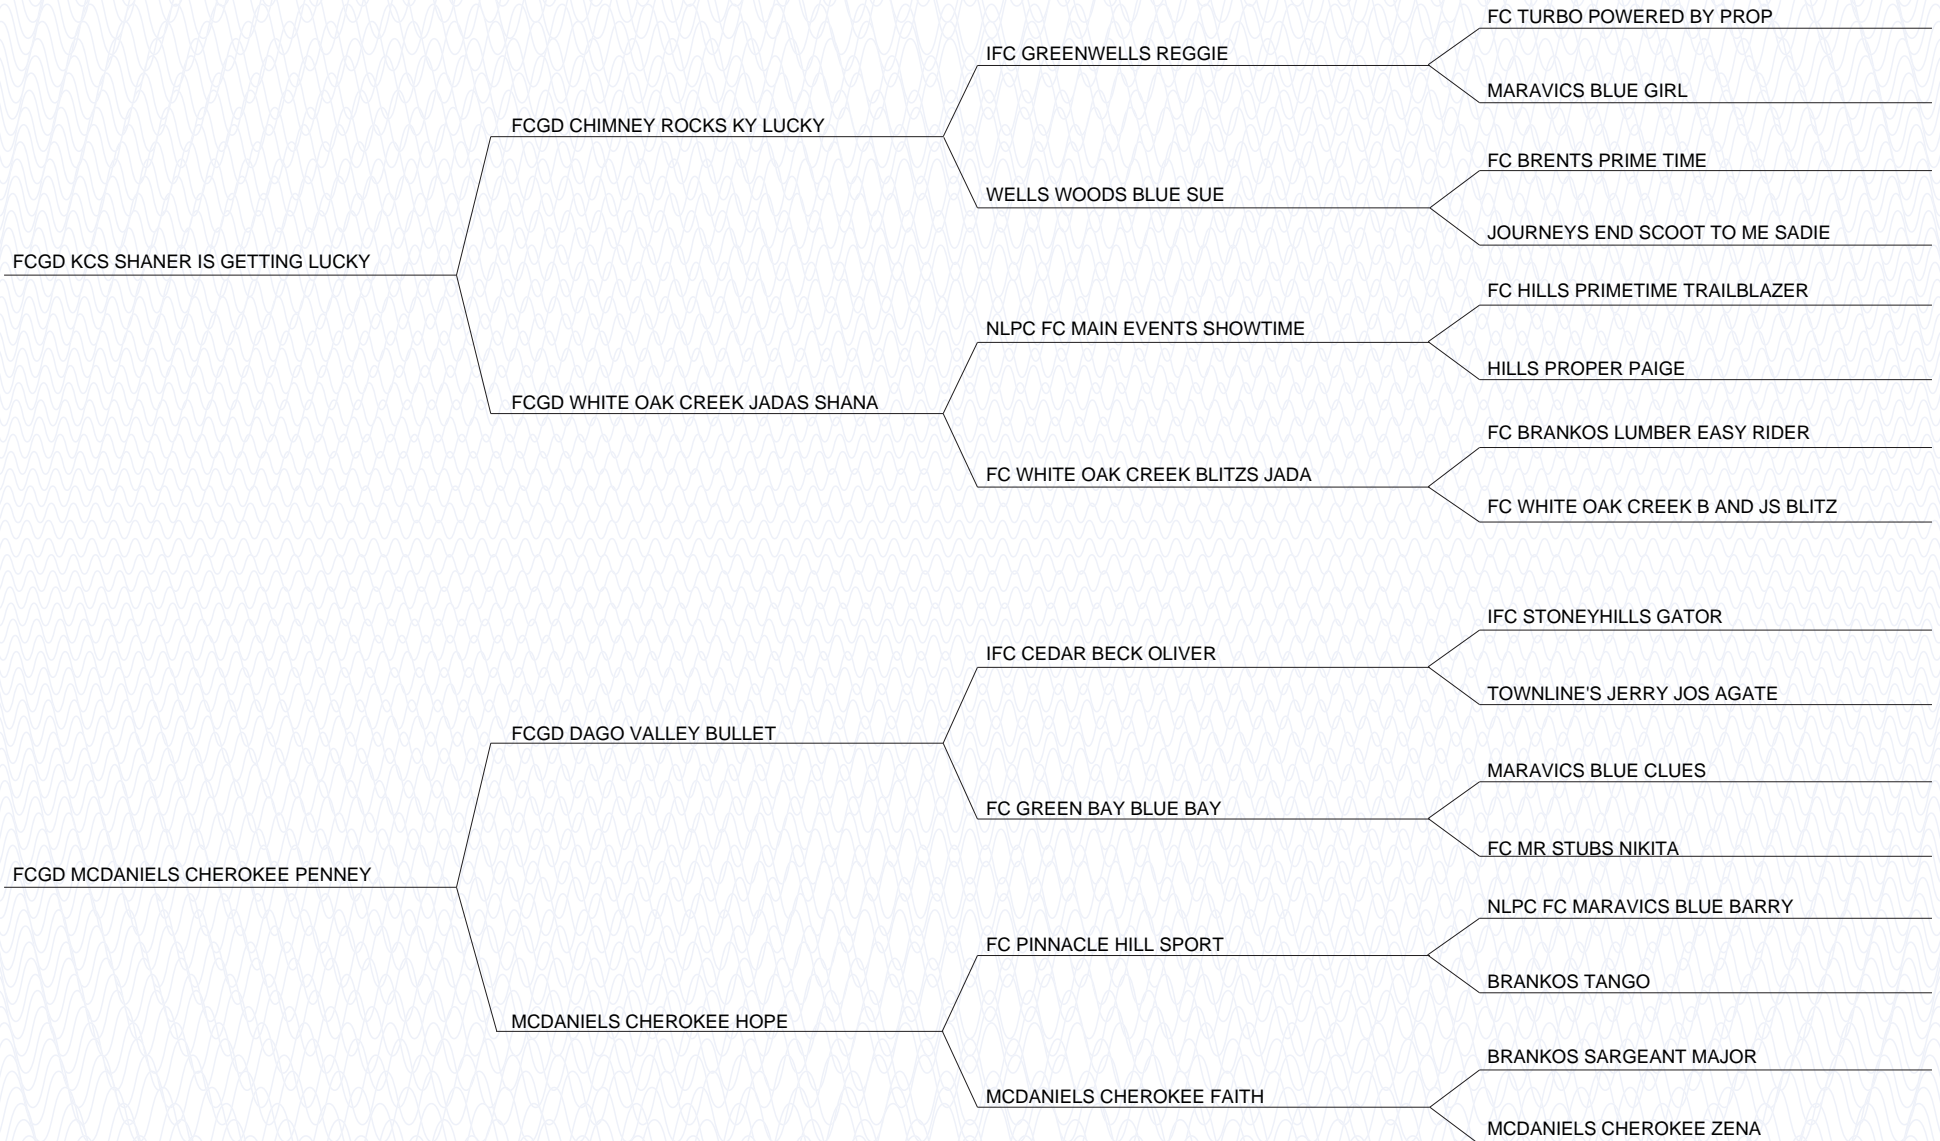 FC TURBO POWERED BY PROP
IFC GREENWELLS REGGIE
MARAVICS BLUE GIRL
FCGD CHIMNEY ROCKS KY LUCKY
FC BRENTS PRIME TIME
WELLS WOODS BLUE SUE
JOURNEYS END SCOOT TO ME SADIE
FCGD KCS SHANER IS GETTING LUCKY
FC HILLS PRIMETIME TRAILBLAZER
NLPC FC MAIN EVENTS SHOWTIME
HILLS PROPER PAIGE
FCGD WHITE OAK CREEK JADAS SHANA
FC BRANKOS LUMBER EASY RIDER
FC WHITE OAK CREEK BLITZS JADA
FC WHITE OAK CREEK B AND JS BLITZ
IFC STONEYHILLS GATOR
IFC CEDAR BECK OLIVER
TOWNLINE'S JERRY JOS AGATE
FCGD DAGO VALLEY BULLET
MARAVICS BLUE CLUES
FC GREEN BAY BLUE BAY
FC MR STUBS NIKITA
FCGD MCDANIELS CHEROKEE PENNEY
NLPC FC MARAVICS BLUE BARRY
FC PINNACLE HILL SPORT
BRANKOS TANGO
MCDANIELS CHEROKEE HOPE
BRANKOS SARGEANT MAJOR
MCDANIELS CHEROKEE FAITH
MCDANIELS CHEROKEE ZENA